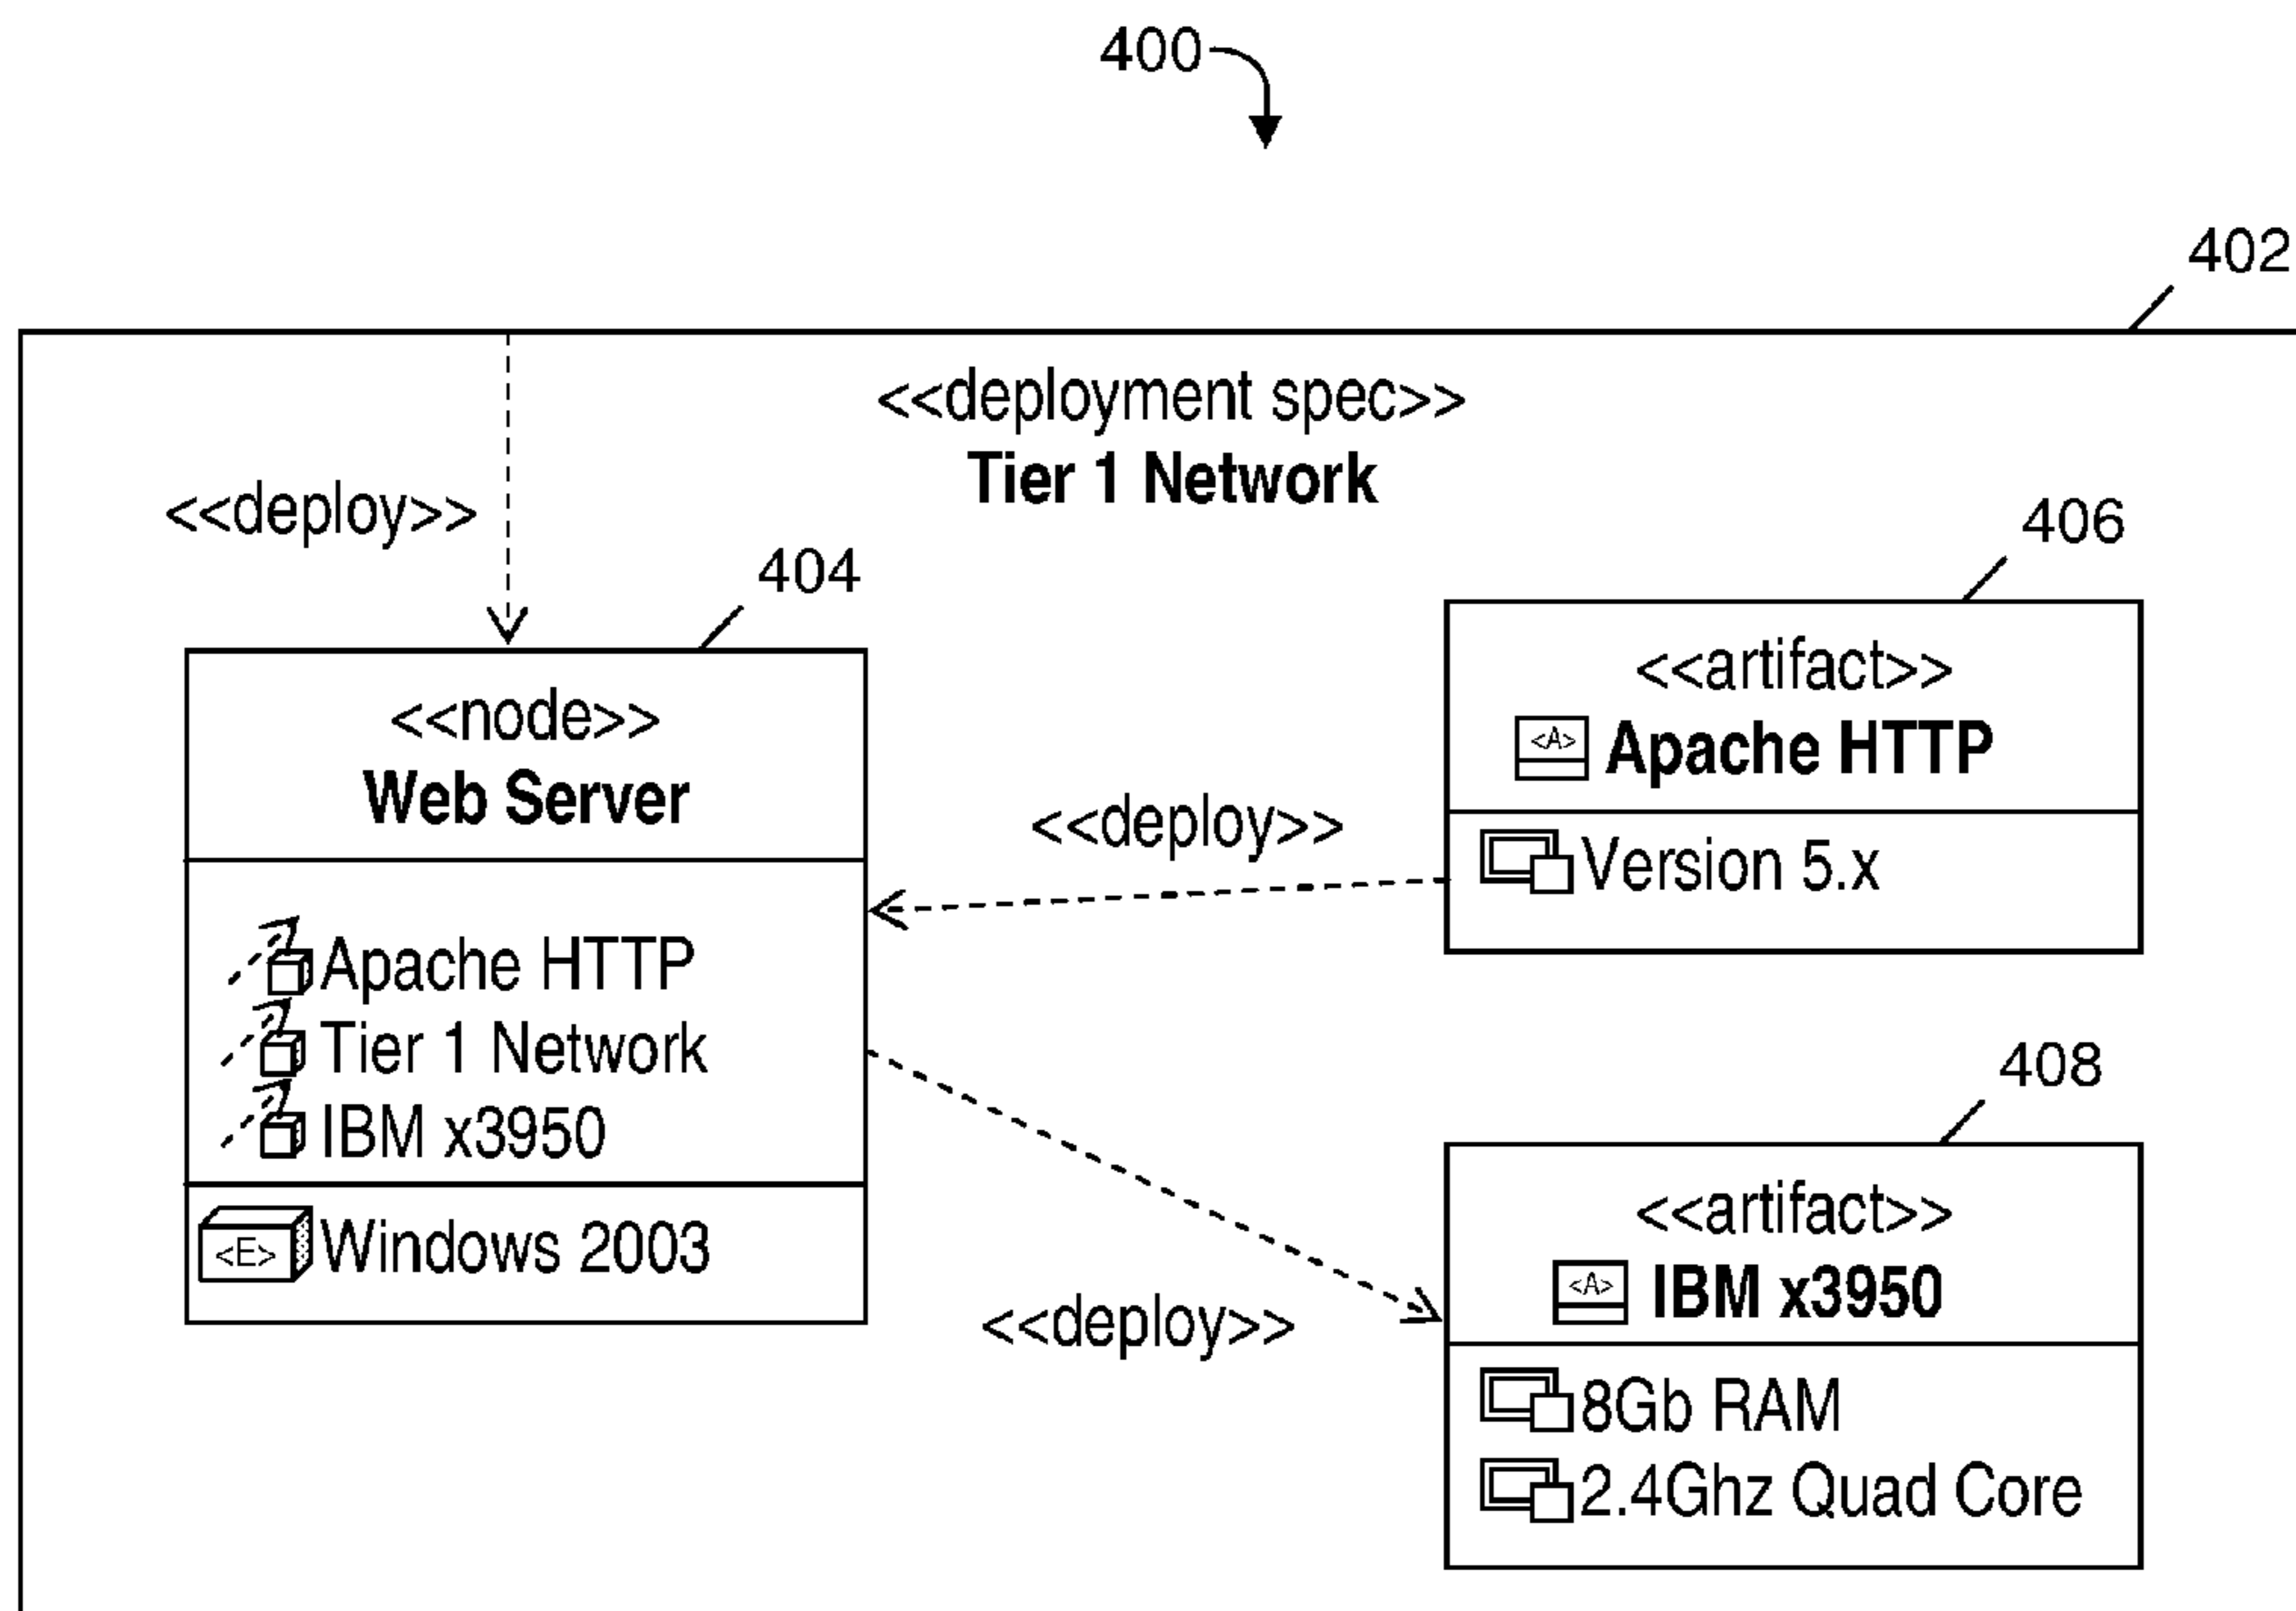 400
402
<<deployment spec>>
Tier 1 Network
<<deploy>>
404
<<node>>
Web Server
Apache HTTP
Tier 1 Network
IBM x3950
<E> Windows 2003
<<deploy>>
406
<<artifact>>
<A> Apache HTTP
Version 5.x
<<deploy>>
408
<<artifact>>
<A> IBM x3950
8Gb RAM
2.4Ghz Quad Core